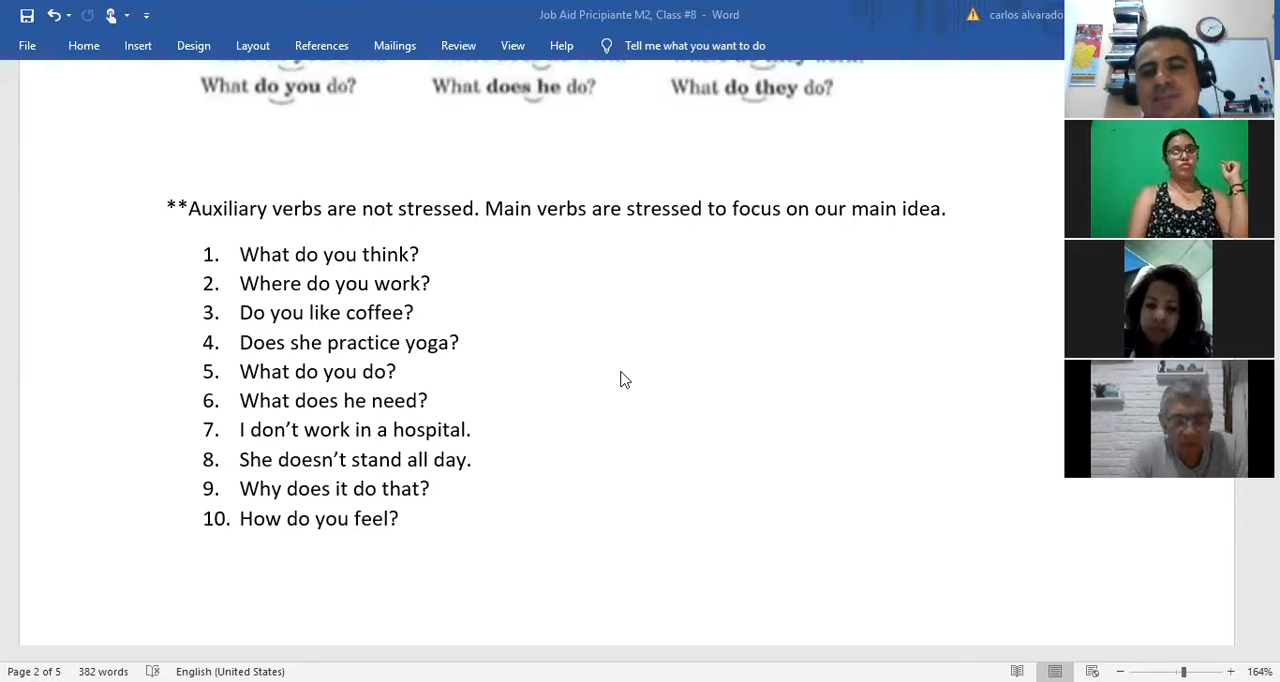 Job Aid Pricipiante M2, Class #8 - Word
carlos alvarado
File Home Insert Design Layout References Mailings Review View Help Tell me what you want to do
What do you do? What does he do? What do they do?
**Auxiliary verbs are not stressed. Main verbs are stressed to focus on our main idea.
1. What do you think?
2. Where do you work?
3. Do you like coffee?
4. Does she practice yoga?
5. What do you do?
6. What does he need?
7. I don't work in a hospital.
8. She doesn't stand all day.
9. Why does it do that?
10. How do you feel?
Page 2 of 5 382 words English (United States) 164%